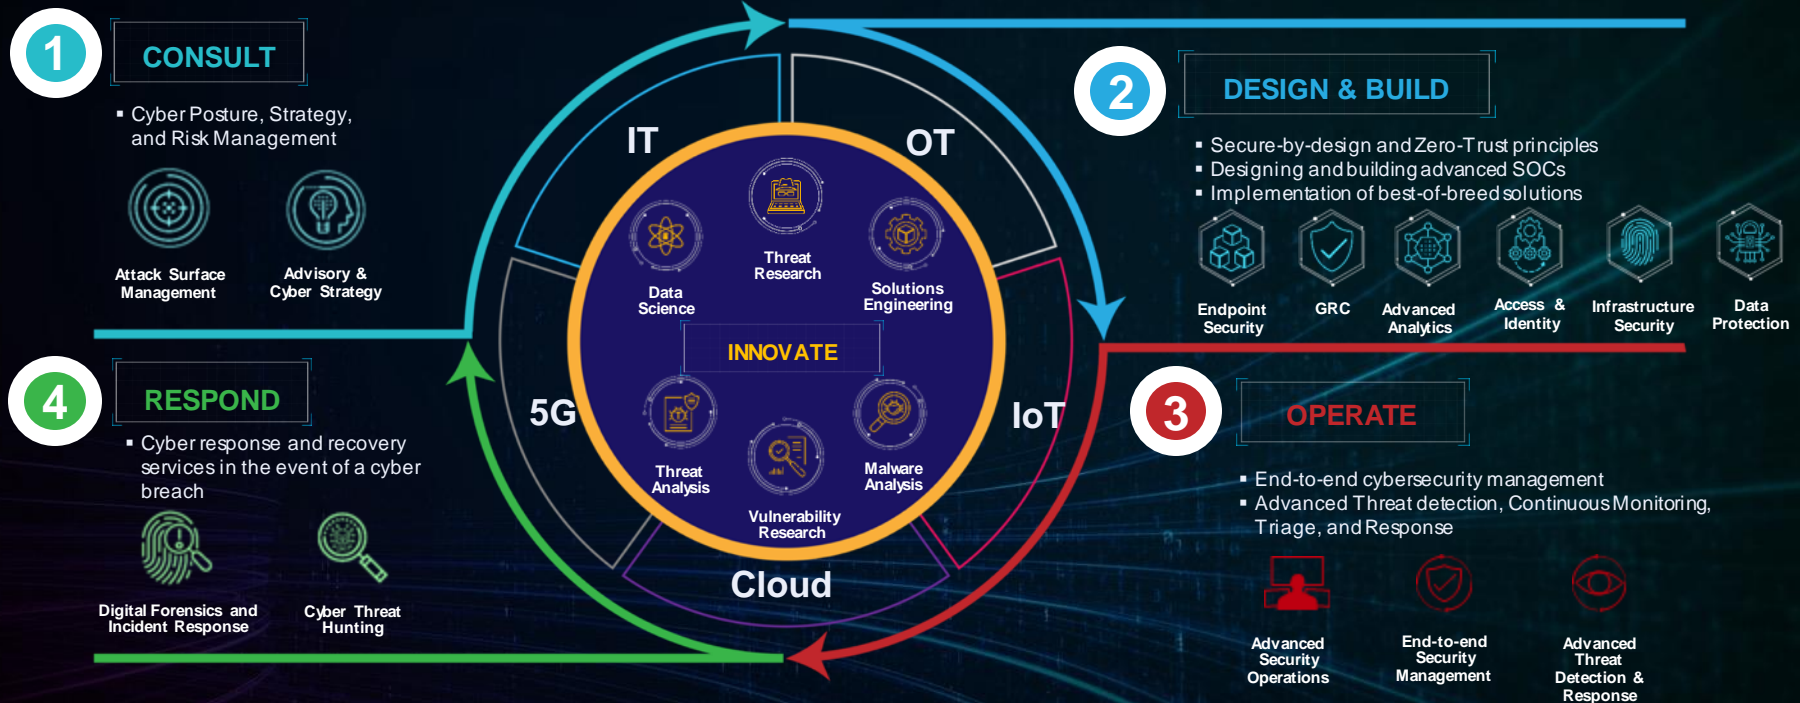 1
CONSULT
▪ Cyber Posture, Strategy,
and Risk Management
Attack Surface
Management
Advisory &
Cyber Strategy
2
DESIGN & BUILD
▪ Secure-by-design and Zero-Trust principles
▪ Designing and building advanced SOCs
▪ Implementation of best-of-breed solutions
Endpoint
Security
GRC
Advanced
Analytics
Access &
Identity
Infrastructure
Security
Data
Protection
3
OPERATE
▪ End-to-end cybersecurity management
▪ Advanced Threat detection, Continuous Monitoring,
Triage, and Response
Advanced
Security
Operations
End-to-end
Security
Management
Advanced
Threat
Detection &
Response
4
RESPOND
▪ Cyber response and recovery
services in the event of a cyber
breach
Digital Forensics and
Incident Response
Cyber Threat
Hunting
IT
OT
IoT
Cloud
5G
Threat
Research
Data
Science
Solutions
Engineering
INNOVATE
Threat
Analysis
Malware
Analysis
Vulnerability
Research